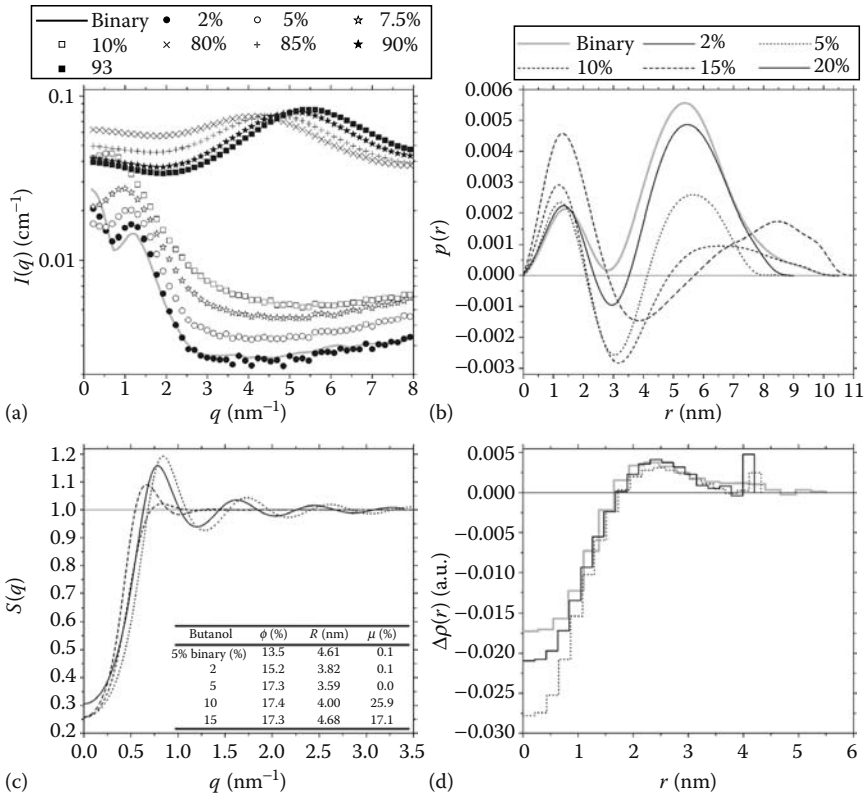 Binary 2% 5% 7.5%
10% 80% 85% 90%
93
0.1
0.01
I(q) (cm⁻¹)
0 1 2 3 4 5 6 7 8
q (nm⁻¹)
(a)
Binary 2% 5%
10% 15% 20%
0.006
0.005
0.004
0.003
0.002
0.001
0.000
−0.001
−0.002
−0.003
p(r)
0 1 2 3 4 5 6 7 8 9 10 11
r (nm)
(b)
1.2
1.1
1.0
0.9
0.8
0.7
0.6
0.5
0.4
0.3
0.2
S(q)
Butanol ϕ (%) R (nm) μ (%)
5% binary (%) 13.5 4.61 0.1
2 15.2 3.82 0.1
5 17.3 3.59 0.0
10 17.4 4.00 25.9
15 17.3 4.68 17.1
0.0 0.5 1.0 1.5 2.0 2.5 3.0 3.5
q (nm⁻¹)
(c)
0.005
0.000
−0.005
−0.010
−0.015
−0.020
−0.025
−0.030
Δρ(r) (a.u.)
0 1 2 3 4 5 6
r (nm)
(d)